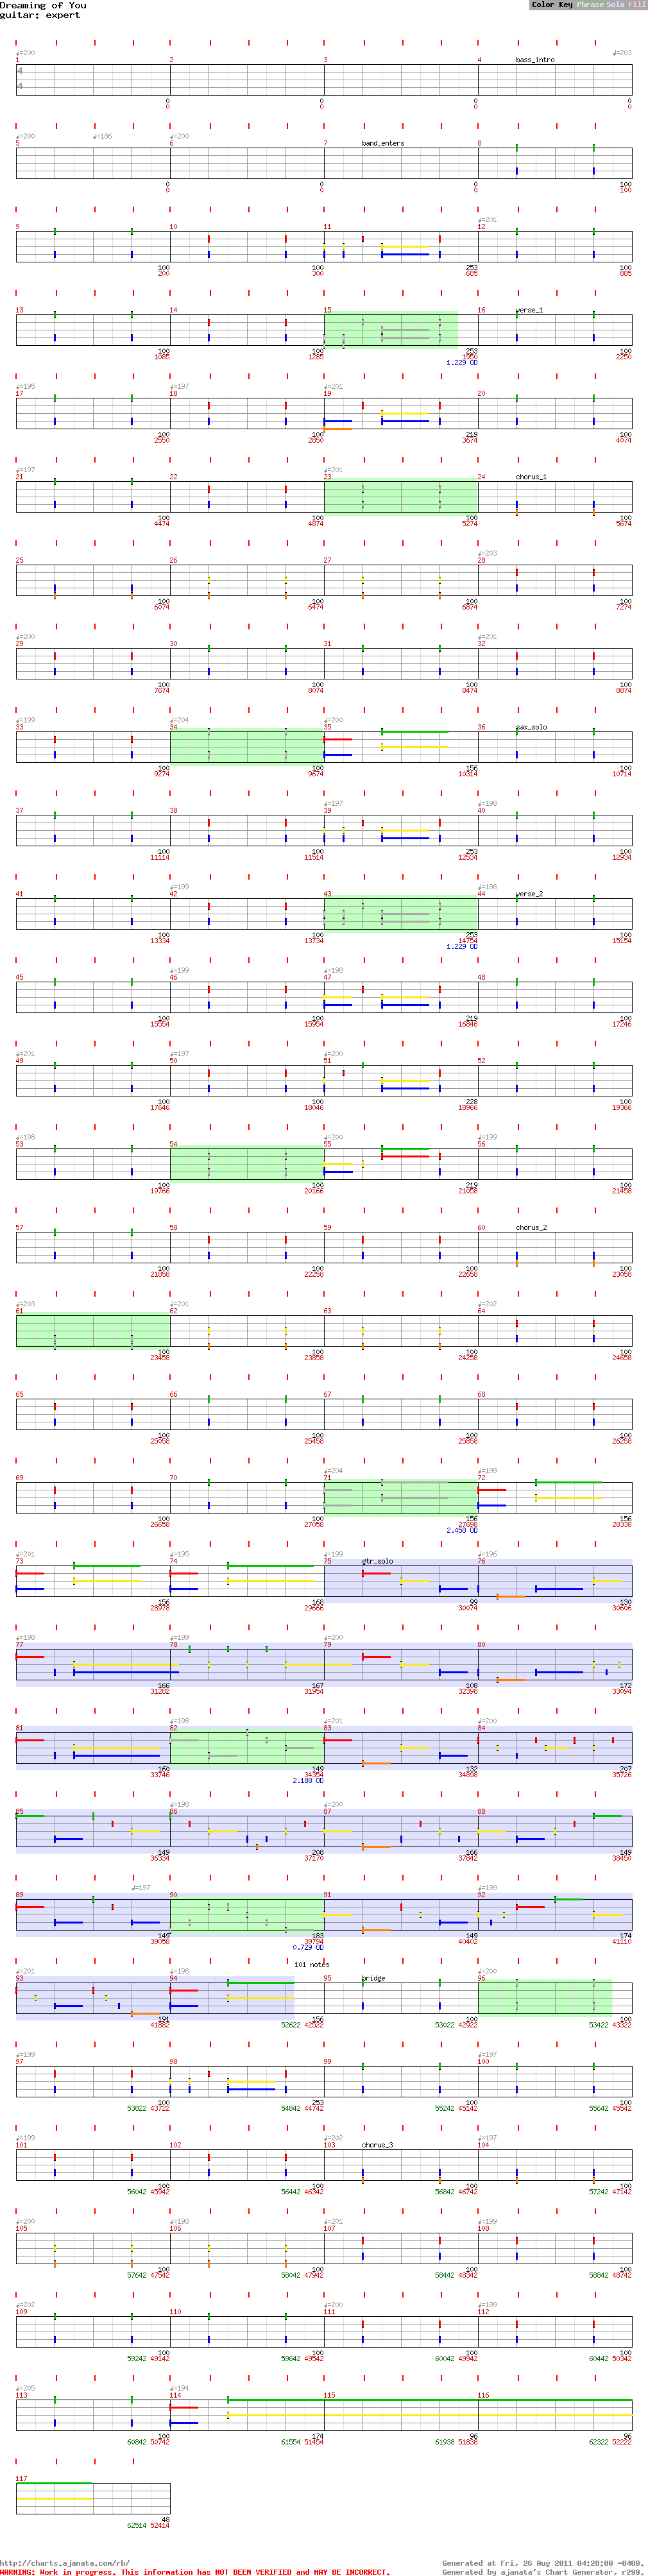 Dreaming of You
Color Key Phrase Solo Fill
guitar: expert
♩=200 ♩=203
1 2 3 4 bass_intro
4
4
0 0 0 0
0 0 0 0
♩=200 ♩=186 ♩=200
5 6 7 band_enters 8
0 0 0 100
0 0 0 100
♩=201
9 10 11 12
100 100 253 100
200 300 685 885
13 14 15 16 verse_1
100 100 253 100
1085 1285 1950 2250
1.229 OD
♩=195 ♩=197 ♩=201
17 18 19 20
100 100 219 100
2550 2850 3674 4074
♩=197 ♩=201
21 22 23 24 chorus_1
100 100 100 100
4474 4874 5274 5674
♩=203
25 26 27 28
100 100 100 100
6074 6474 6874 7274
♩=200 ♩=201
29 30 31 32
100 100 100 100
7674 8074 8474 8874
♩=199 ♩=204 ♩=200
33 34 35 36 sax_solo
100 100 156 100
9274 9674 10314 10714
♩=197 ♩=198
37 38 39 40
100 100 253 100
11114 11514 12534 12934
♩=199 ♩=198
41 42 43 44 verse_2
100 100 253 100
13334 13734 14754 15154
1.229 OD
♩=199 ♩=198
45 46 47 48
100 100 219 100
15554 15954 16846 17246
♩=201 ♩=197 ♩=200
49 50 51 52
100 100 228 100
17646 18046 18966 19366
♩=198 ♩=200 ♩=199
53 54 55 56
100 100 219 100
19766 20166 21058 21458
57 58 59 60 chorus_2
100 100 100 100
21858 22258 22658 23058
♩=203 ♩=201 ♩=202
61 62 63 64
100 100 100 100
23458 23858 24258 24658
65 66 67 68
100 100 100 100
25058 25458 25858 26258
♩=204 ♩=199
69 70 71 72
100 100 156 156
26658 27058 27698 28338
2.458 OD
♩=201 ♩=195 ♩=199 ♩=196
73 74 75 gtr_solo 76
156 168 99 130
28978 29666 30074 30606
♩=198 ♩=199 ♩=200
77 78 79 80
166 167 108 172
31282 31954 32398 33094
♩=198 ♩=201 ♩=200
81 82 83 84
160 149 132 207
33746 34354 34898 35726
2.188 OD
♩=198 ♩=200
85 86 87 88
149 208 166 149
36334 37170 37842 38450
♩=197 ♩=199
89 90 91 92
149 183 149 174
39058 39794 40402 41110
0.729 OD
101 notes
♩=201 ♩=198 ♩=200
93 94 95 bridge 96
191 156 100 100
41882 52622 42522 53022 42922 53422 43322
♩=199 ♩=197
97 98 99 100
100 253 100 100
53822 43722 54842 44742 55242 45142 55642 45542
♩=199 ♩=202 ♩=197
101 102 103 chorus_3 104
100 100 100 100
56042 45942 56442 46342 56842 46742 57242 47142
♩=200 ♩=198 ♩=201 ♩=199
105 106 107 108
100 100 100 100
57642 47542 58042 47942 58442 48342 58842 48742
♩=202 ♩=200 ♩=199
109 110 111 112
100 100 100 100
59242 49142 59642 49542 60042 49942 60442 50342
♩=205 ♩=194
113 114 115 116
100 174 96 96
60842 50742 61554 51454 61938 51838 62322 52222
117
48
62514 52414
http://charts.ajanata.com/rb/ Generated at Fri, 26 Aug 2011 04:28:00 -0400.
WARNING: Work in progress. This information has NOT BEEN VERIFIED and MAY BE INCORRECT. Generated by ajanata's Chart Generator, r299.